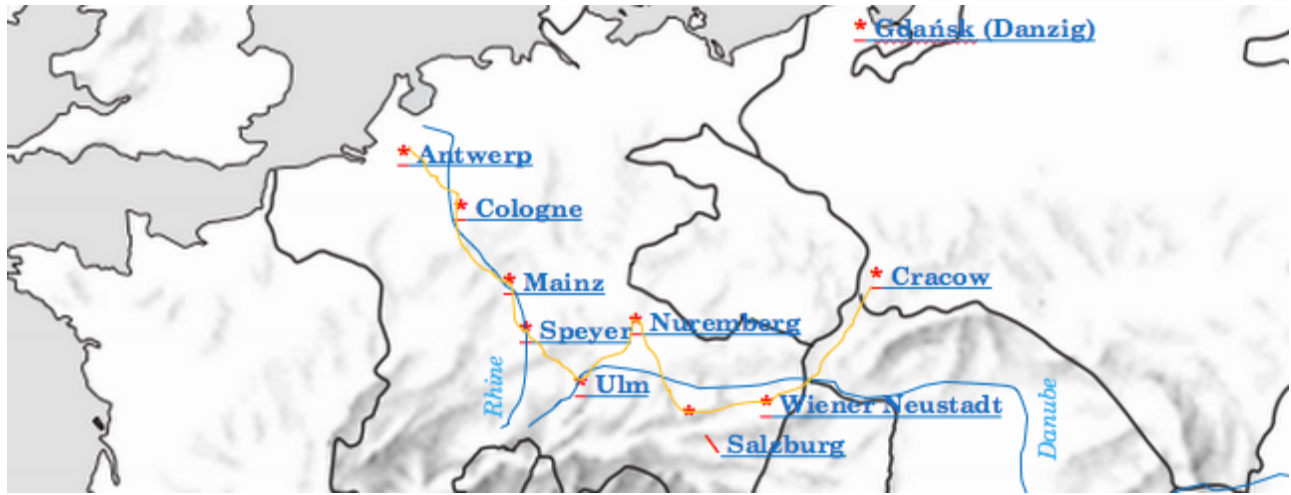 * Gdańsk (Danzig)
* Antwerp
* Cologne
* Cracow
* Mainz
* Nuremberg
* Speyer
Rhine
* Ulm
* Wiener Neustadt
Danube
*
Salzburg